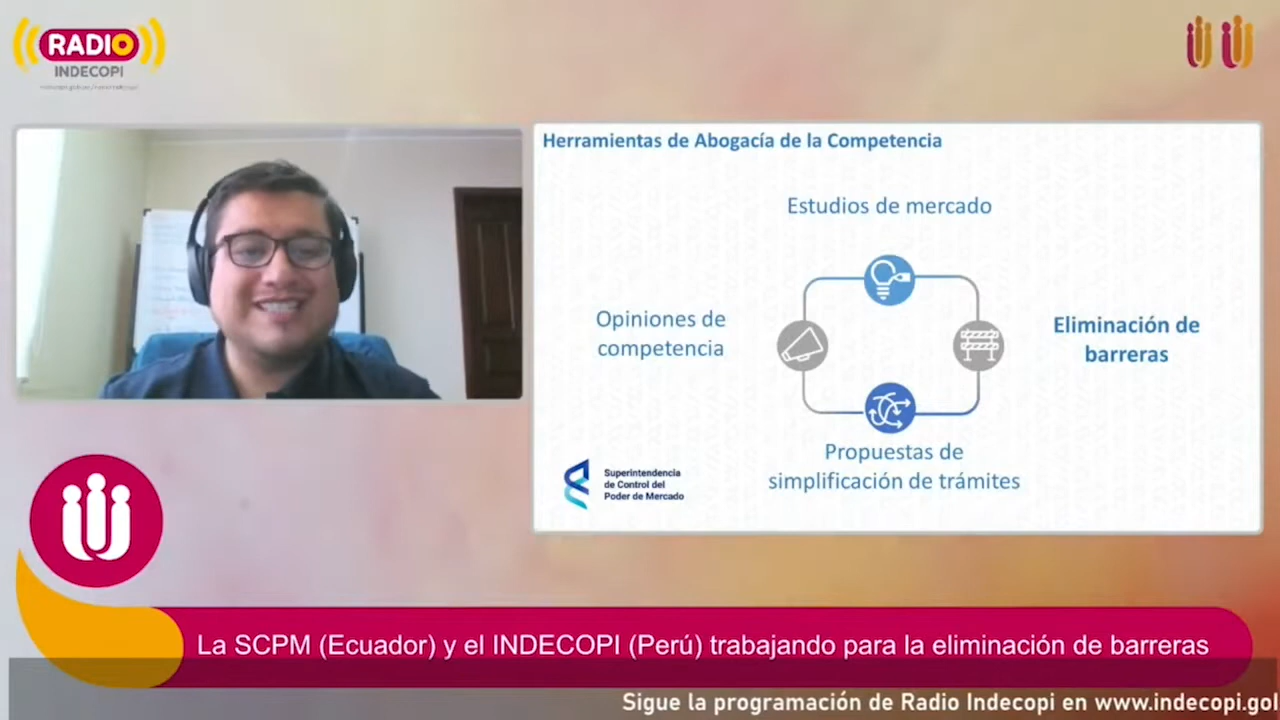 RADIO
INDECOPI
Herramientas de Abogacía de la Competencia
Estudios de mercado
Opiniones de
competencia
Eliminación de
barreras
Propuestas de
simplificación de trámites
Superintendencia
de Control del
Poder de Mercado
La SCPM (Ecuador) y el INDECOPI (Perú) trabajando para la eliminación de barreras
Sigue la programación de Radio Indecopi en www.indecopi.gol